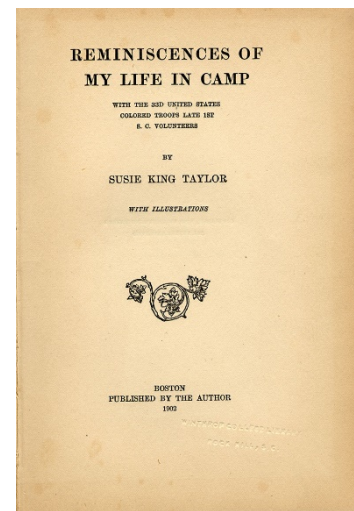 REMINISCENCES OF
MY LIFE IN CAMP
WITH THE 33D UNITED STATES
COLORED TROOPS LATE 1ST
S. C. VOLUNTEERS
BY
SUSIE KING TAYLOR
WITH ILLUSTRATIONS
BOSTON
PUBLISHED BY THE AUTHOR
1902